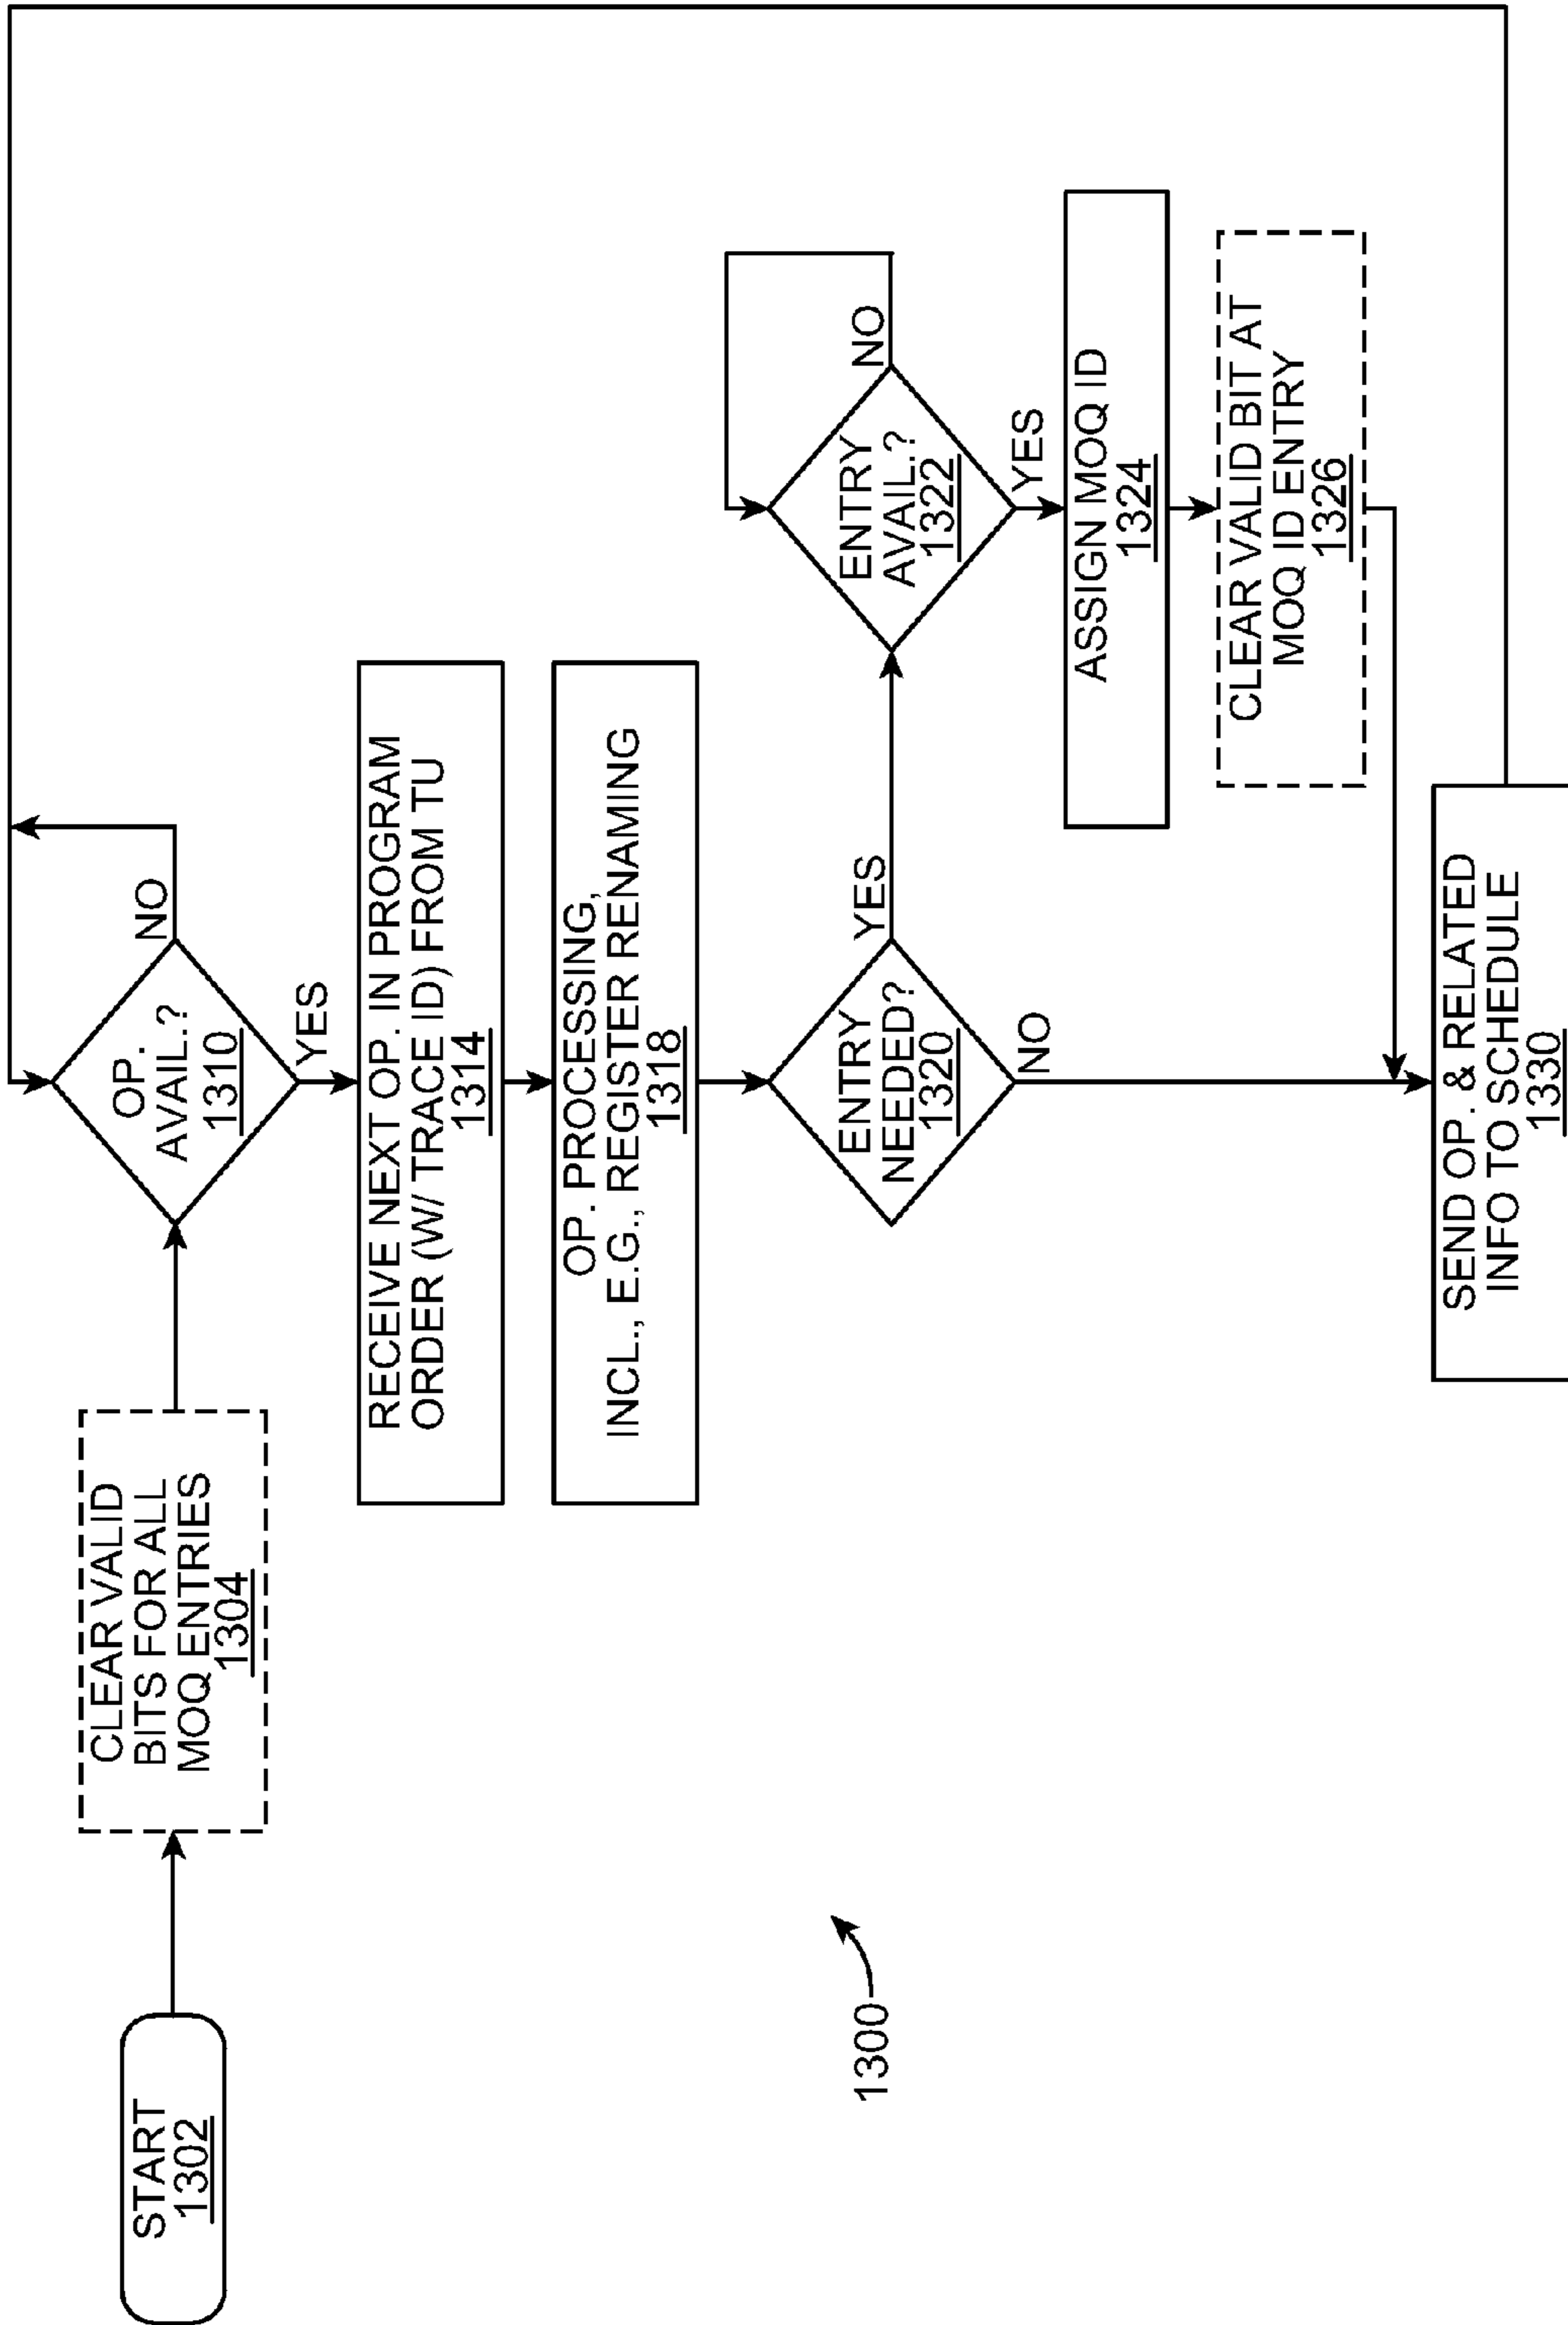 START
1302
CLEAR VALID
BITS FOR ALL
MOQ ENTRIES
1304
OP.
AVAIL.?
1310
NO
YES
RECEIVE NEXT OP. IN PROGRAM
ORDER (W/ TRACE ID) FROM TU
1314
OP. PROCESSING,
INCL., E.G., REGISTER RENAMING
1318
ENTRY
NEEDED?
1320
YES
NO
ENTRY
AVAIL.?
1322
NO
YES
ASSIGN MOQ ID
1324
CLEAR VALID BIT AT
MOQ ID ENTRY
1326
SEND OP. & RELATED
INFO TO SCHEDULE
1330
1300